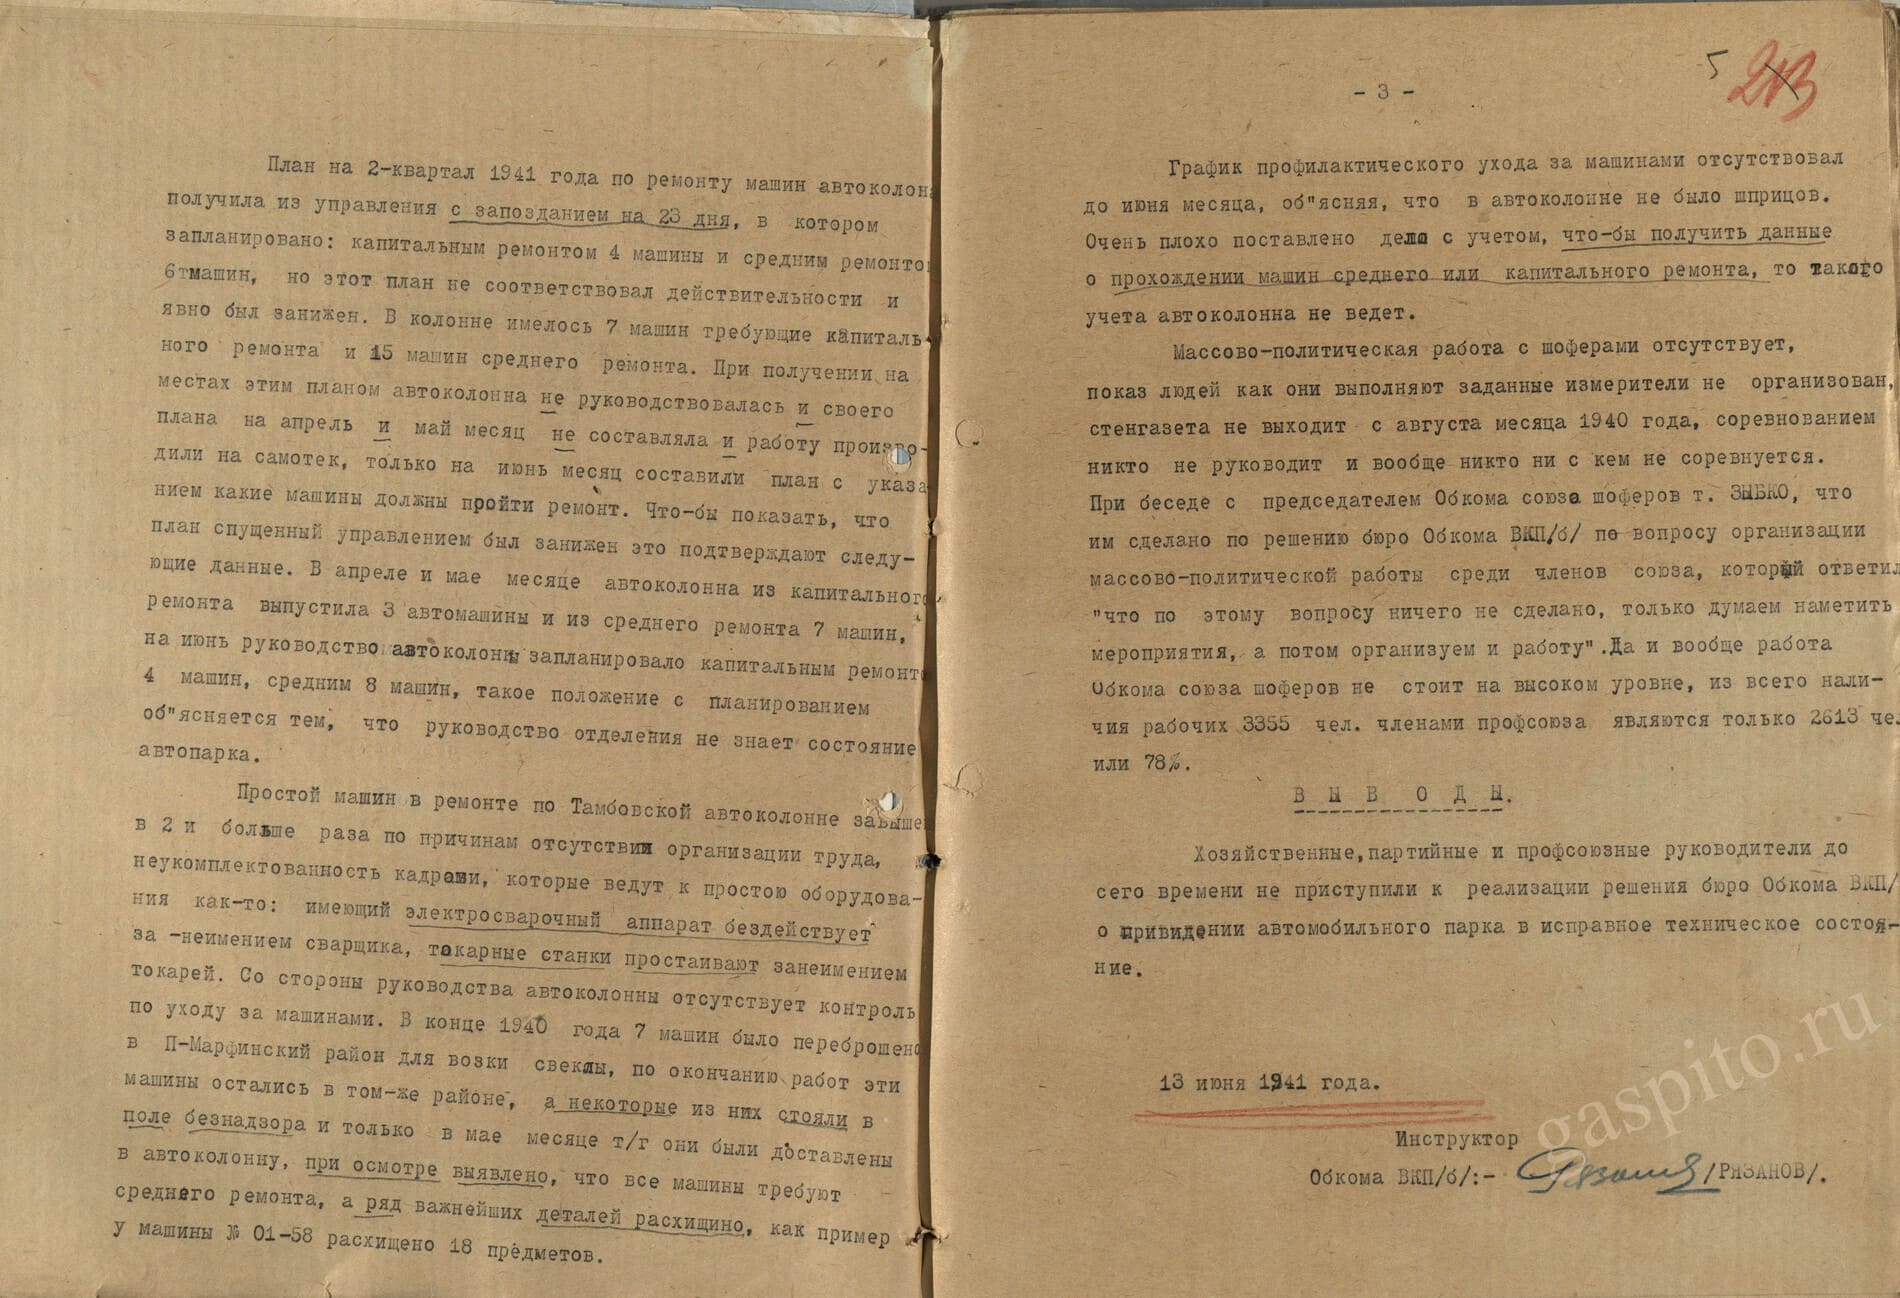 План на 2-квартал 1941 года по ремонту машин автоколон
получила из управления с запозданием на 23 дня, в котором
запланировано: капитальным ремонтом 4 машины и средним ремонто
6тмашин, но этот план не соответствовал действительности и
явно был занижен. В колонне имелось 7 машин требующие капиталь-
ного ремонта и 15 машин среднего ремонта. При получении на
местах этим планом автоколонна не руководствовалась и своего
плана на апрель и май месяц не составляла и работу произво-
дили на самотек, только на июнь месяц составили план с указа
нием какие машины должны пройти ремонт. Что-бы показать, что
план спущенный управлением был занижен это подтверждают следу-
ющие данные. В апреле и мае месяце автоколонна из капитального
ремонта выпустила 3 автомашины и из среднего ремонта 7 машин,
на июнь руководство автоколонны запланировало капитальным ремонто
4 машин, средним 8 машин, такое положение с планированием
об"ясняется тем, что руководство отделения не знает состояние
автопарка.
Простой машин в ремонте по Тамбовской автоколонне завыше
в 2 и больше раза по причинам отсутствии организации труда,
неукомплектованность кадрами, которые ведут к простою оборудова-
ния как-то: имеющий электросварочный аппарат бездействует
за -неимением сварщика, токарные станки простаивают занеимением
токарей. Со стороны руководства автоколонны отсутствует контроль
по уходу за машинами. В конце 1940 года 7 машин было переброшено
в П-Марфинский район для возки свеклы, по окончанию работ эти
машины остались в том-же районе, а некоторые из них стояли в
поле безнадзора и только в мае месяце т/г они были доставлены
в автоколонну, при осмотре выявлено, что все машины требуют
среднего ремонта, а ряд важнейших деталей расхищино, как пример
у машины № 01-58 расхищено 18 предметов.
5 213
- 3 -
График профилактического ухода за машинами отсутствовал
до июня месяца, об"ясняя, что в автоколонне не было шприцов.
Очень плохо поставлено дело с учетом, что-бы получить данные
о прохождении машин среднего или капитального ремонта, то такого
учета автоколонна не ведет.
Массово-политическая работа с шоферами отсутствует,
показ людей как они выполняют заданные измерители не организован,
стенгазета не выходит с августа месяца 1940 года, соревнованием
никто не руководит и вообще никто ни с кем не соревнуется.
При беседе с председателем Обкома союза шоферов т. ЗЫБКО, что
им сделано по решению бюро Обкома ВКП/б/ по вопросу организации
массово-политической работы среди членов союза, который ответил
"что по этому вопросу ничего не сделано, только думаем наметить
мероприятия, а потом организуем и работу".Да и вообще работа
Обкома союза шоферов не стоит на высоком уровне, из всего нали-
чия рабочих 3355 чел. членами профсоюза являются только 2613 чел
или 78%.
В Ы В О Д Ы.
Хозяйственные,партийные и профсоюзные руководители до
сего времени не приступили к реализации решения бюро Обкома ВКП/
о привидении автомобильного парка в исправное техническое состоя-
ние.
13 июня 1941 года.
Инструктор
Обкома ВКП/б/:- Рязанов /РЯЗАНОВ/.
gaspito.ru